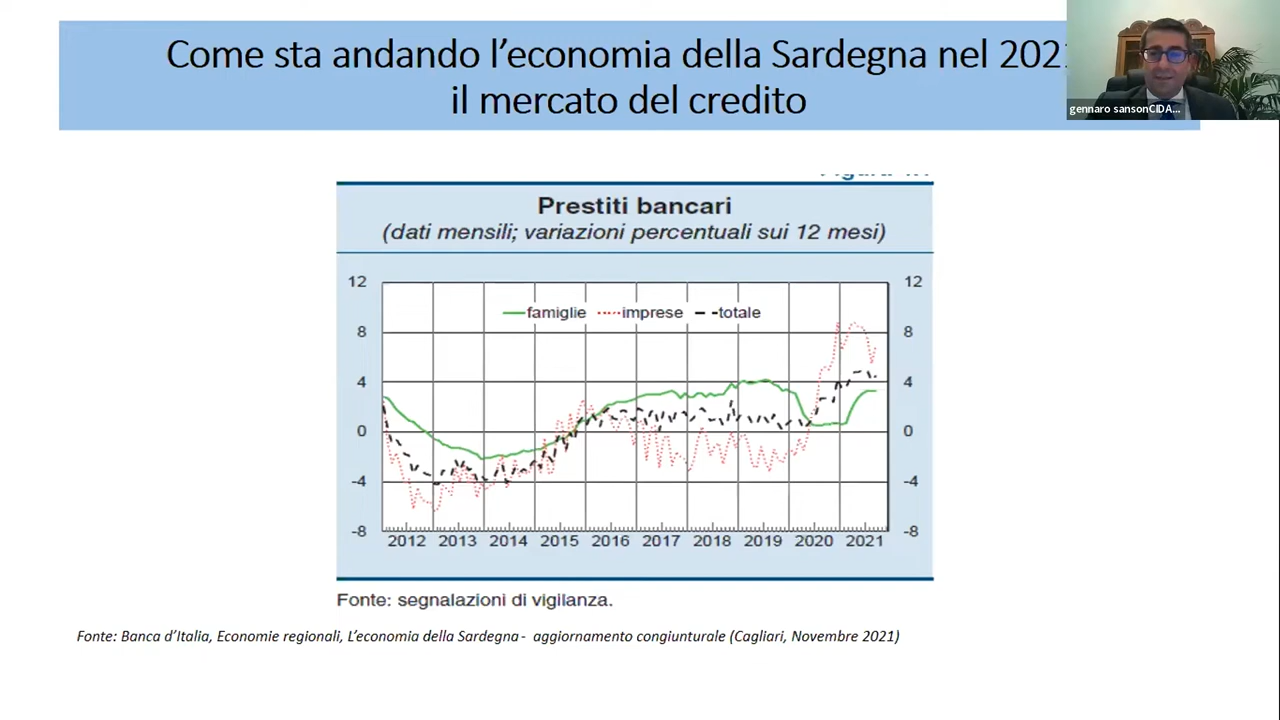 Come sta andando l'economia della Sardegna nel 202
il mercato del credito
gennaro sansonCIDA...
Prestiti bancari
(dati mensili; variazioni percentuali sui 12 mesi)
12 12
famiglie imprese totale
8 8
4 4
0 0
-4 -4
-8 -8
2012 2013 2014 2015 2016 2017 2018 2019 2020 2021
Fonte: segnalazioni di vigilanza.
Fonte: Banca d'Italia, Economie regionali, L'economia della Sardegna - aggiornamento congiunturale (Cagliari, Novembre 2021)